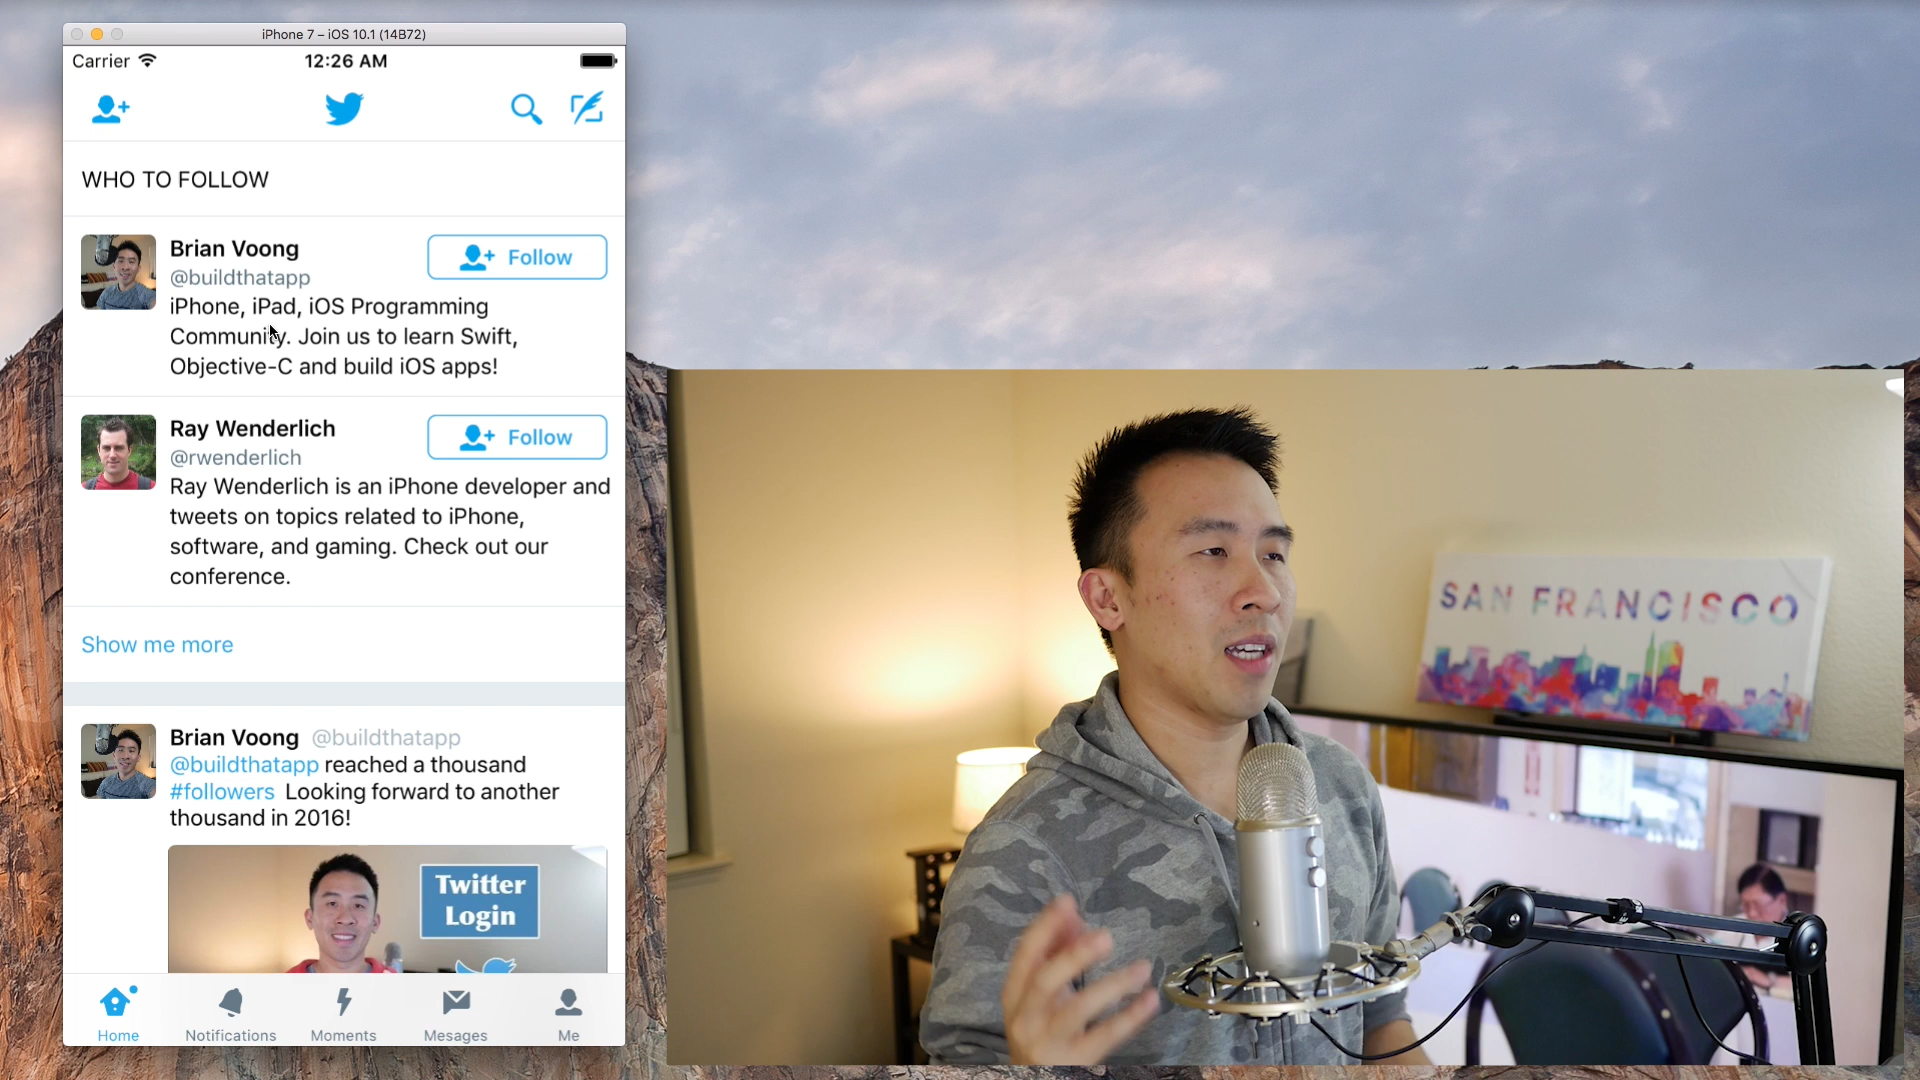 iPhone 7 – iOS 10.1 (14B72)
Carrier
12:26 AM
WHO TO FOLLOW
Brian Voong
Follow
@buildthatapp
iPhone, iPad, iOS Programming
Community. Join us to learn Swift,
Objective-C and build iOS apps!
Ray Wenderlich
Follow
@rwenderlich
Ray Wenderlich is an iPhone developer and
tweets on topics related to iPhone,
software, and gaming. Check out our
conference.
Show me more
Brian Voong @buildthatapp
@buildthatapp reached a thousand
#followers Looking forward to another
thousand in 2016!
Twitter
Login
Home
Notifications
Moments
Mesages
Me
SAN FRANCISCO